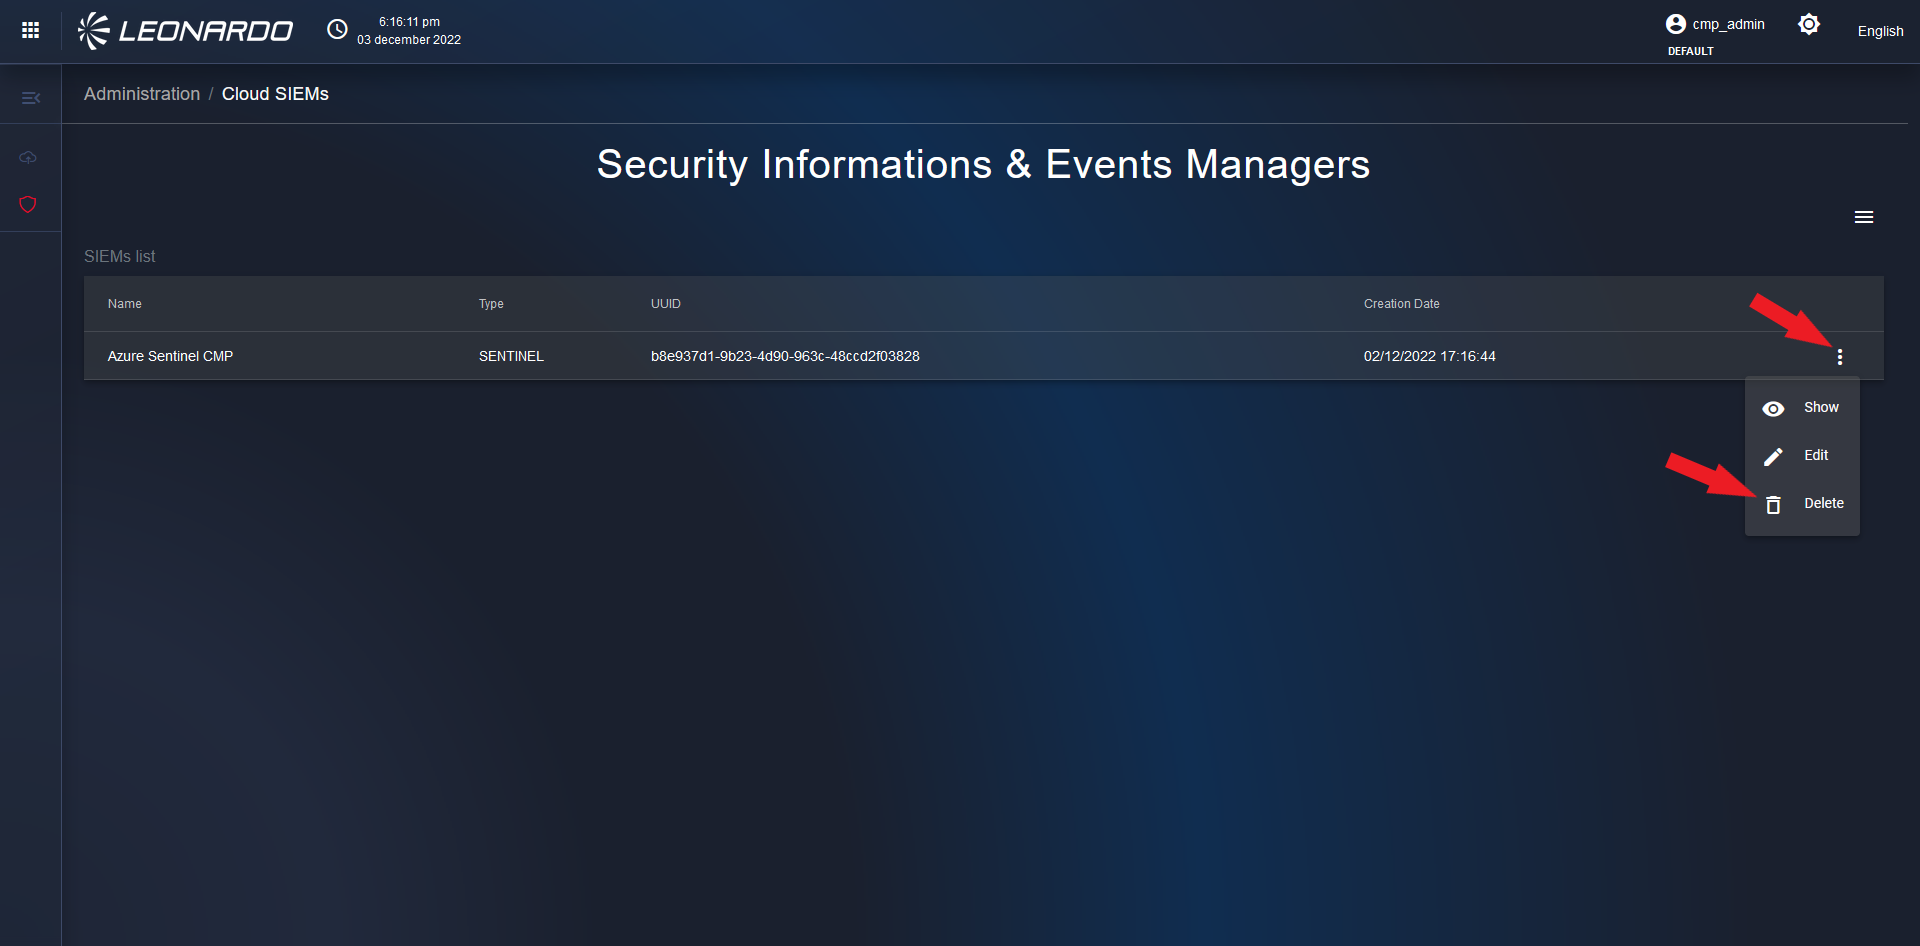 LEONARDO
6:16:11 pm
03 december 2022
cmp_admin
DEFAULT
English
Administration / Cloud SIEMs
Security Informations & Events Managers
SIEMs list
Name Type UUID Creation Date
Azure Sentinel CMP SENTINEL b8e937d1-9b23-4d90-963c-48ccd2f03828 02/12/2022 17:16:44
Show
Edit
Delete